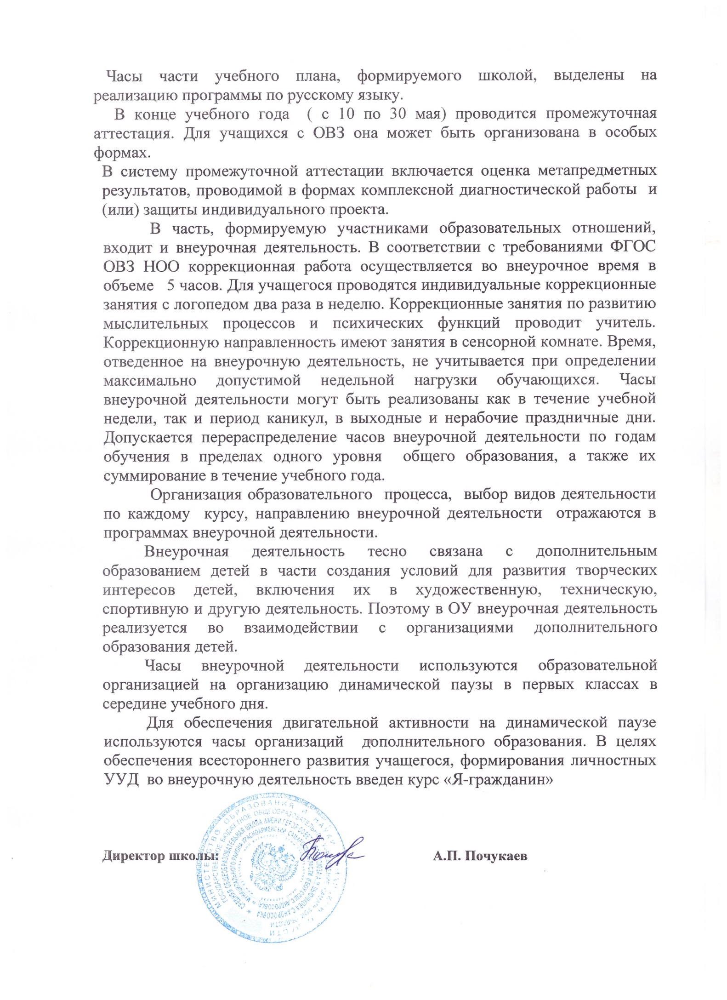 Часы части учебного плана, формируемого школой, выделены на
реализацию программы по русскому языку.
В конце учебного года ( с 10 по 30 мая) проводится промежуточная
аттестация. Для учащихся с ОВЗ она может быть организована в особых
формах.
В систему промежуточной аттестации включается оценка метапредметных
результатов, проводимой в формах комплексной диагностической работы и
(или) защиты индивидуального проекта.
В часть, формируемую участниками образовательных отношений,
входит и внеурочная деятельность. В соответствии с требованиями ФГОС
ОВЗ НОО коррекционная работа осуществляется во внеурочное время в
объеме 5 часов. Для учащегося проводятся индивидуальные коррекционные
занятия с логопедом два раза в неделю. Коррекционные занятия по развитию
мыслительных процессов и психических функций проводит учитель.
Коррекционную направленность имеют занятия в сенсорной комнате. Время,
отведенное на внеурочную деятельность, не учитывается при определении
максимально допустимой недельной нагрузки обучающихся. Часы
внеурочной деятельности могут быть реализованы как в течение учебной
недели, так и период каникул, в выходные и нерабочие праздничные дни.
Допускается перераспределение часов внеурочной деятельности по годам
обучения в пределах одного уровня общего образования, а также их
суммирование в течение учебного года.
Организация образовательного процесса, выбор видов деятельности
по каждому курсу, направлению внеурочной деятельности отражаются в
программах внеурочной деятельности.
Внеурочная деятельность тесно связана с дополнительным
образованием детей в части создания условий для развития творческих
интересов детей, включения их в художественную, техническую,
спортивную и другую деятельность. Поэтому в ОУ внеурочная деятельность
реализуется во взаимодействии с организациями дополнительного
образования детей.
Часы внеурочной деятельности используются образовательной
организацией на организацию динамической паузы в первых классах в
середине учебного дня.
Для обеспечения двигательной активности на динамической паузе
используются часы организаций дополнительного образования. В целях
обеспечения всестороннего развития учащегося, формирования личностных
УУД во внеурочную деятельность введен курс «Я-гражданин»
Директор школы: А.П. Почукаев
МИНИСТЕРСТВО ОБРАЗОВАНИЯ И НАУКИ
ГОСУДАРСТВЕННОЕ БЮДЖЕТНОЕ
СРЕДНЯЯ ОБЩЕОБРАЗОВАТЕЛЬНАЯ ШКОЛА ИМЕНИ
МУНИЦИПАЛЬНОГО РАЙОНА КРАСНОАРМЕЙСКИЙ